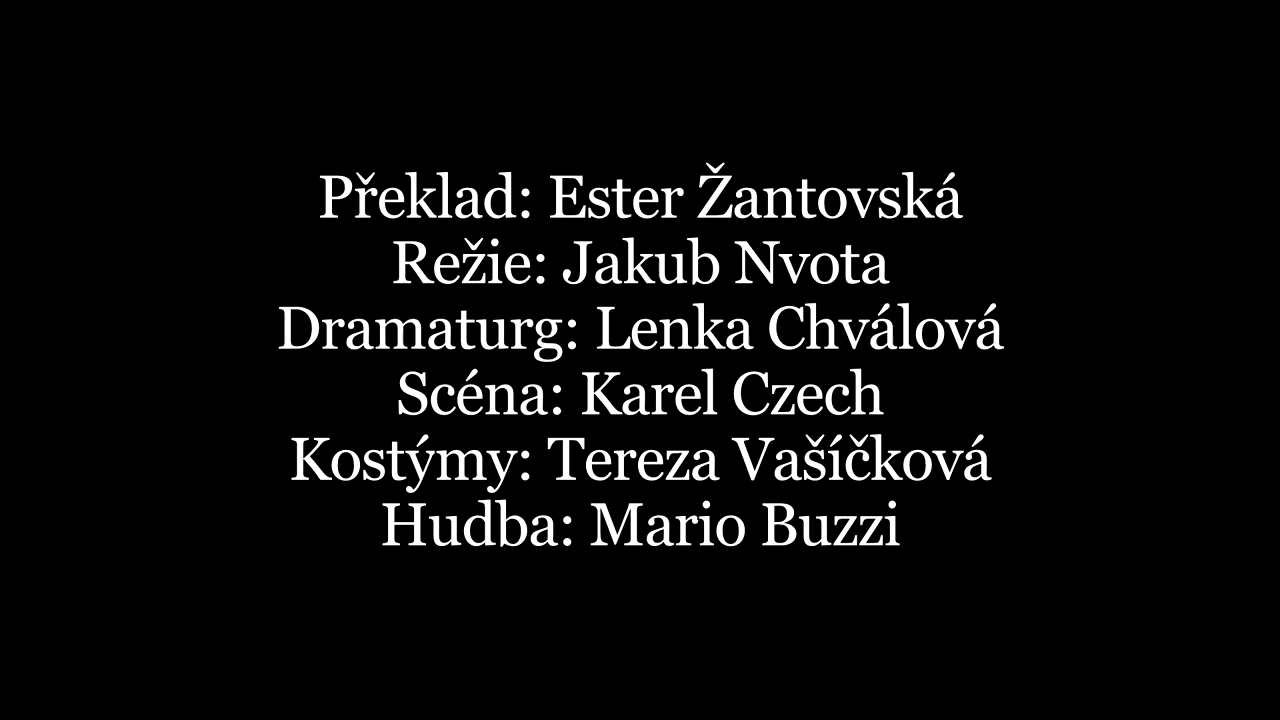 Překlad: Ester Žantovská
Režie: Jakub Nvota
Dramaturg: Lenka Chválová
Scéna: Karel Czech
Kostýmy: Tereza Vašíčková
Hudba: Mario Buzzi